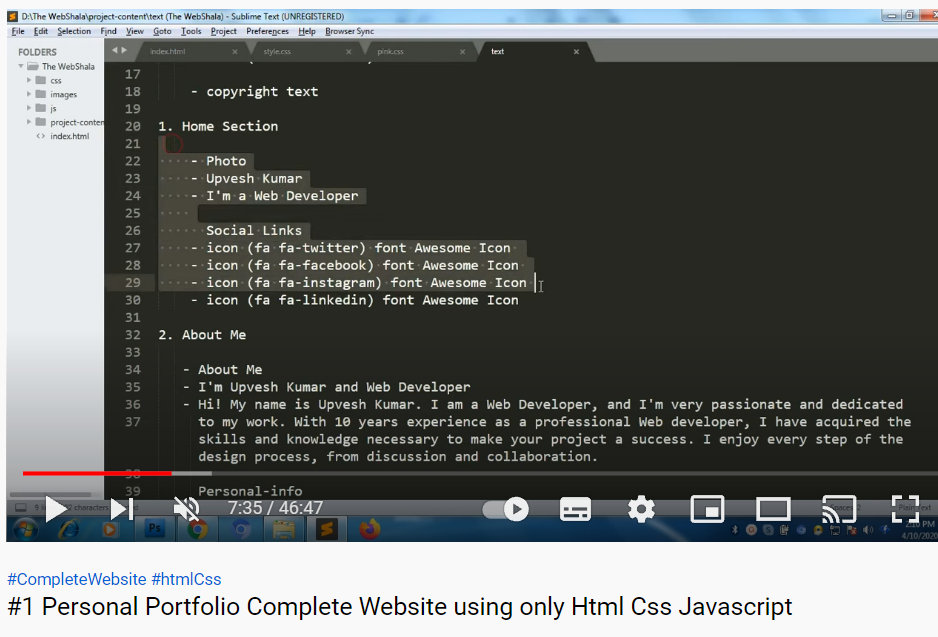 D:\The WebShala\project-content\text (The WebShala) - Sublime Text (UNREGISTERED)
File Edit Selection Find View Goto Tools Project Preferences Help Browser Sync
FOLDERS
The WebShala
css
images
js
project-conten
index.html
index.html × style.css × pink.css × text ×
17
18 - copyright text
19
20 1. Home Section
21
22 - Photo
23 - Upvesh Kumar
24 - I'm a Web Developer
25
26 Social Links
27 - icon (fa fa-twitter) font Awesome Icon
28 - icon (fa fa-facebook) font Awesome Icon
29 - icon (fa fa-instagram) font Awesome Icon
30 - icon (fa fa-linkedin) font Awesome Icon
31
32 2. About Me
33
34 - About Me
35 - I'm Upvesh Kumar and Web Developer
36 - Hi! My name is Upvesh Kumar. I am a Web Developer, and I'm very passionate and dedicated
37 to my work. With 10 years experience as a professional Web developer, I have acquired the
skills and knowledge necessary to make your project a success. I enjoy every step of the
design process, from discussion and collaboration.
38
39 Personal-info
7:35 / 46:47
Ps
2:10 PM
4/10/2020
#CompleteWebsite #htmlCss
#1 Personal Portfolio Complete Website using only Html Css Javascript